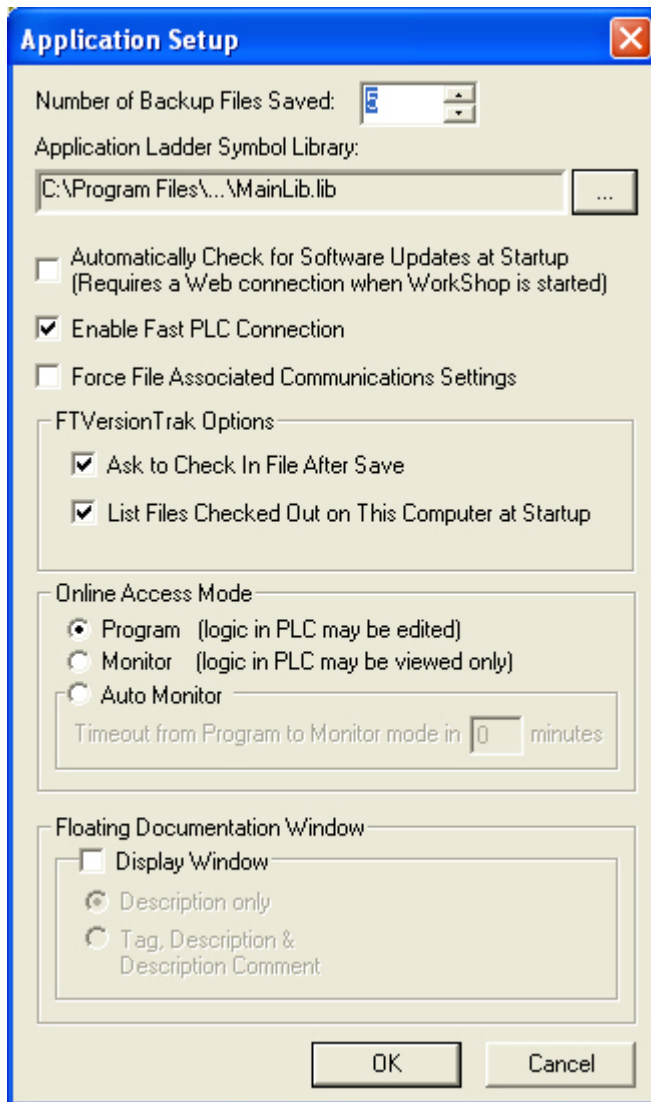 Application Setup
Number of Backup Files Saved: 5
Application Ladder Symbol Library:
C:\Program Files\...\MainLib.lib ...
Automatically Check for Software Updates at Startup
(Requires a Web connection when WorkShop is started)
Enable Fast PLC Connection
Force File Associated Communications Settings
FTVersionTrak Options
Ask to Check In File After Save
List Files Checked Out on This Computer at Startup
Online Access Mode
Program (logic in PLC may be edited)
Monitor (logic in PLC may be viewed only)
Auto Monitor
Timeout from Program to Monitor mode in 0 minutes
Floating Documentation Window
Display Window
Description only
Tag, Description &
Description Comment
OK Cancel